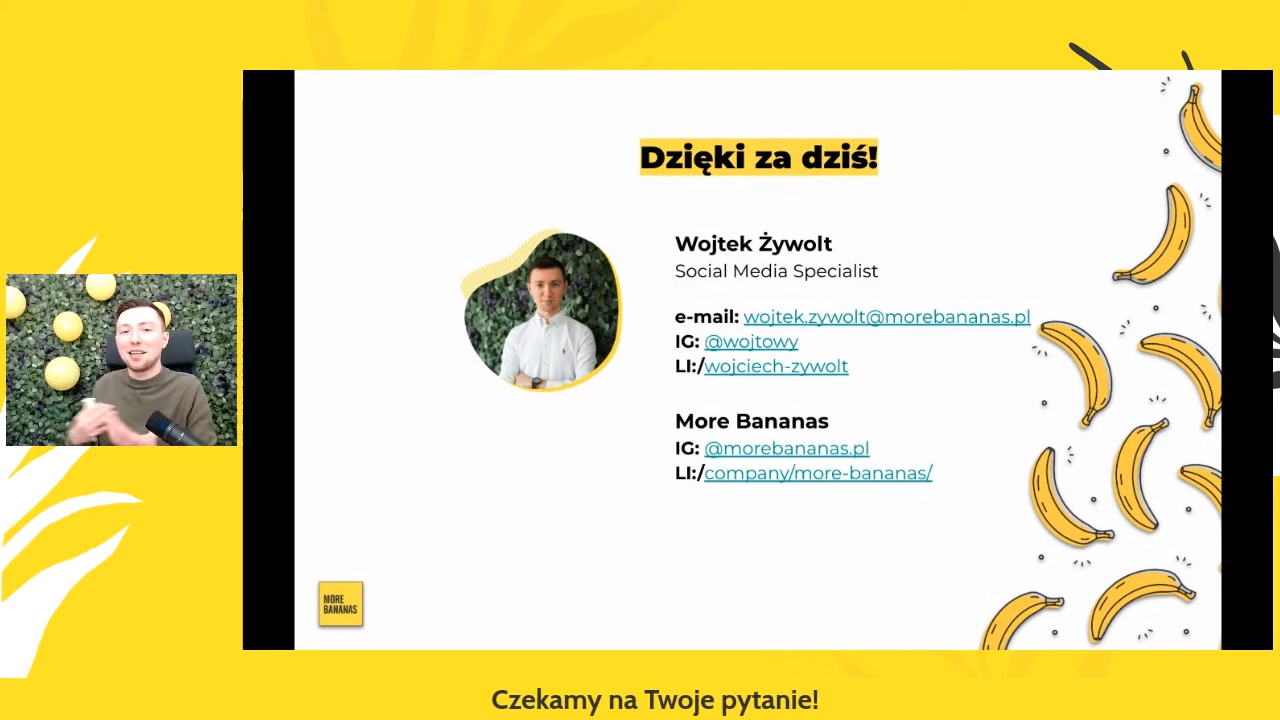 Dzięki za dziś!
Wojtek Żywolt
Social Media Specialist
e-mail: wojtek.zywolt@morebananas.pl
IG: @wojtowy
LI:/wojciech-zywolt
More Bananas
IG: @morebananas.pl
LI:/company/more-bananas/
MORE
BANANAS
Czekamy na Twoje pytanie!